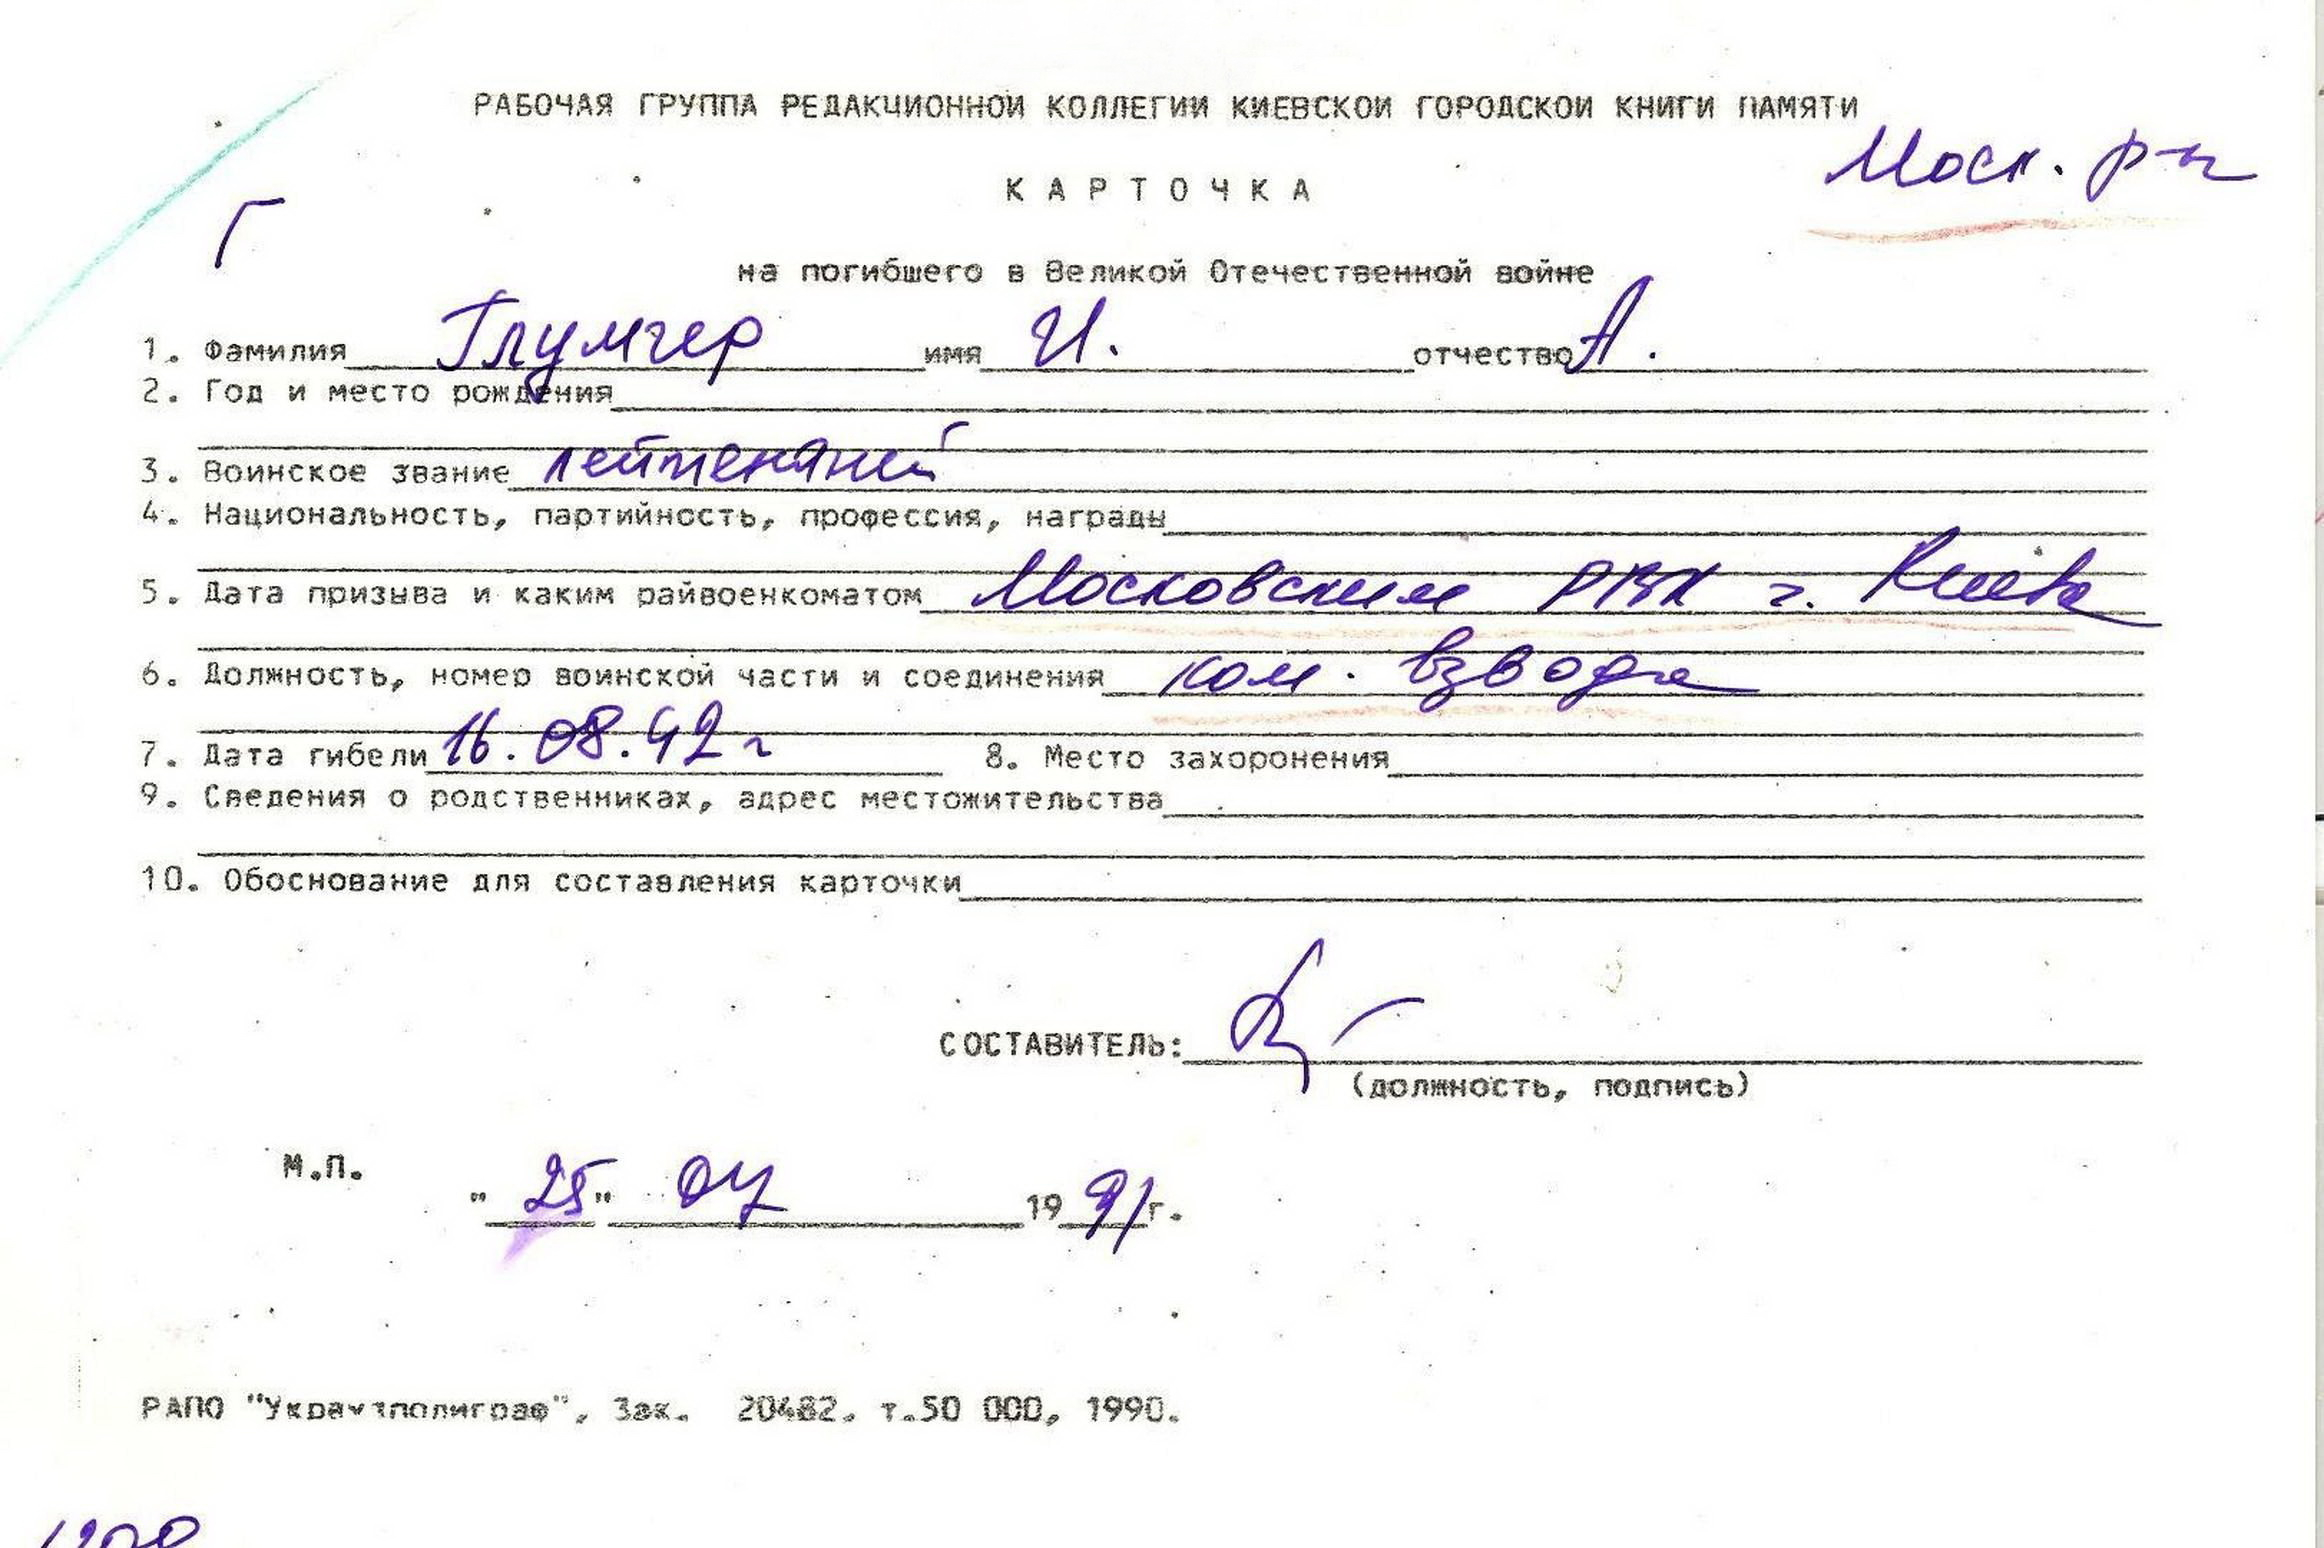 РАБОЧАЯ ГРУППА РЕДАКЦИОННОЙ КОЛЛЕГИИ КИЕВСКОЙ ГОРОДСКОЙ КНИГИ ПАМЯТИ
Моск. р-н
К А Р Т О Ч К А
Г
на погибшего в Великой Отечественной войне
1. Фамилия Глумгер имя И. отчество А.
2. Год и место рождения
3. Воинское звание лейтенант
4. Национальность, партийность, профессия, награды
5. Дата призыва и каким райвоенкоматом Московским РВК г. Киева
6. Должность, номер воинской части и соединения ком. взвода
7. Дата гибели 16.08.42 г 8. Место захоронения
9. Сведения о родственниках, адрес местожительства
10. Обоснование для составления карточки
СОСТАВИТЕЛЬ:
(должность, подпись)
М.П.
" 25 " 04 1991 г.
РАПО "Укрвузполиграф", Зак. 20482. т.50 000, 1990.